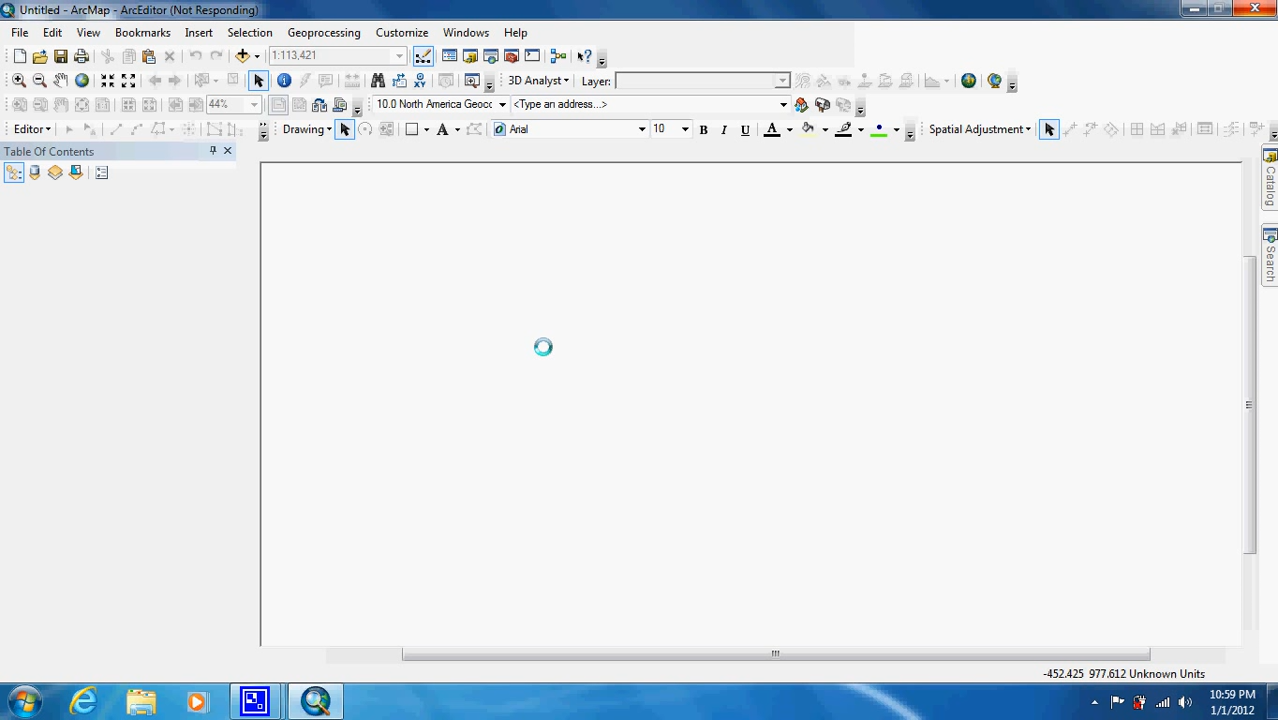 Untitled - ArcMap - ArcEditor (Not Responding)
File Edit View Bookmarks Insert Selection Geoprocessing Customize Windows Help
1:113,421
3D Analyst Layer:
44% 10.0 North America Geocc <Type an address...>
Editor Drawing A Arial 10 B I U A Spatial Adjustment
Table Of Contents
Catalog
Search
-452.425 977.612 Unknown Units
10:59 PM
1/1/2012